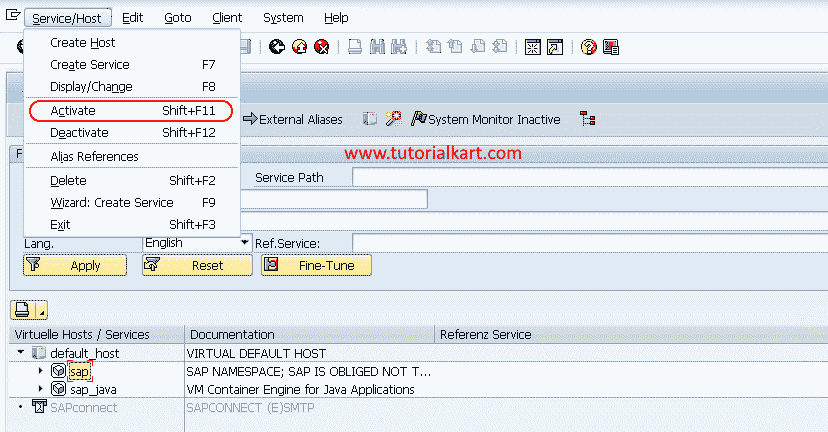 Service/Host Edit Goto Client System Help
Create Host
Create Service F7
Display/Change F8
Activate Shift+F11
External Aliases System Monitor Inactive
Deactivate Shift+F12
Alias References
www.tutorialkart.com
F
Delete Shift+F2
Service Path
Wizard: Create Service F9
Exit Shift+F3
Lang. English Ref.Service:
Apply Reset Fine-Tune
Virtuelle Hosts / Services Documentation Referenz Service
default_host VIRTUAL DEFAULT HOST
sap SAP NAMESPACE; SAP IS OBLIGED NOT T...
sap_java VM Container Engine for Java Applications
SAPconnect SAPCONNECT (E)SMTP